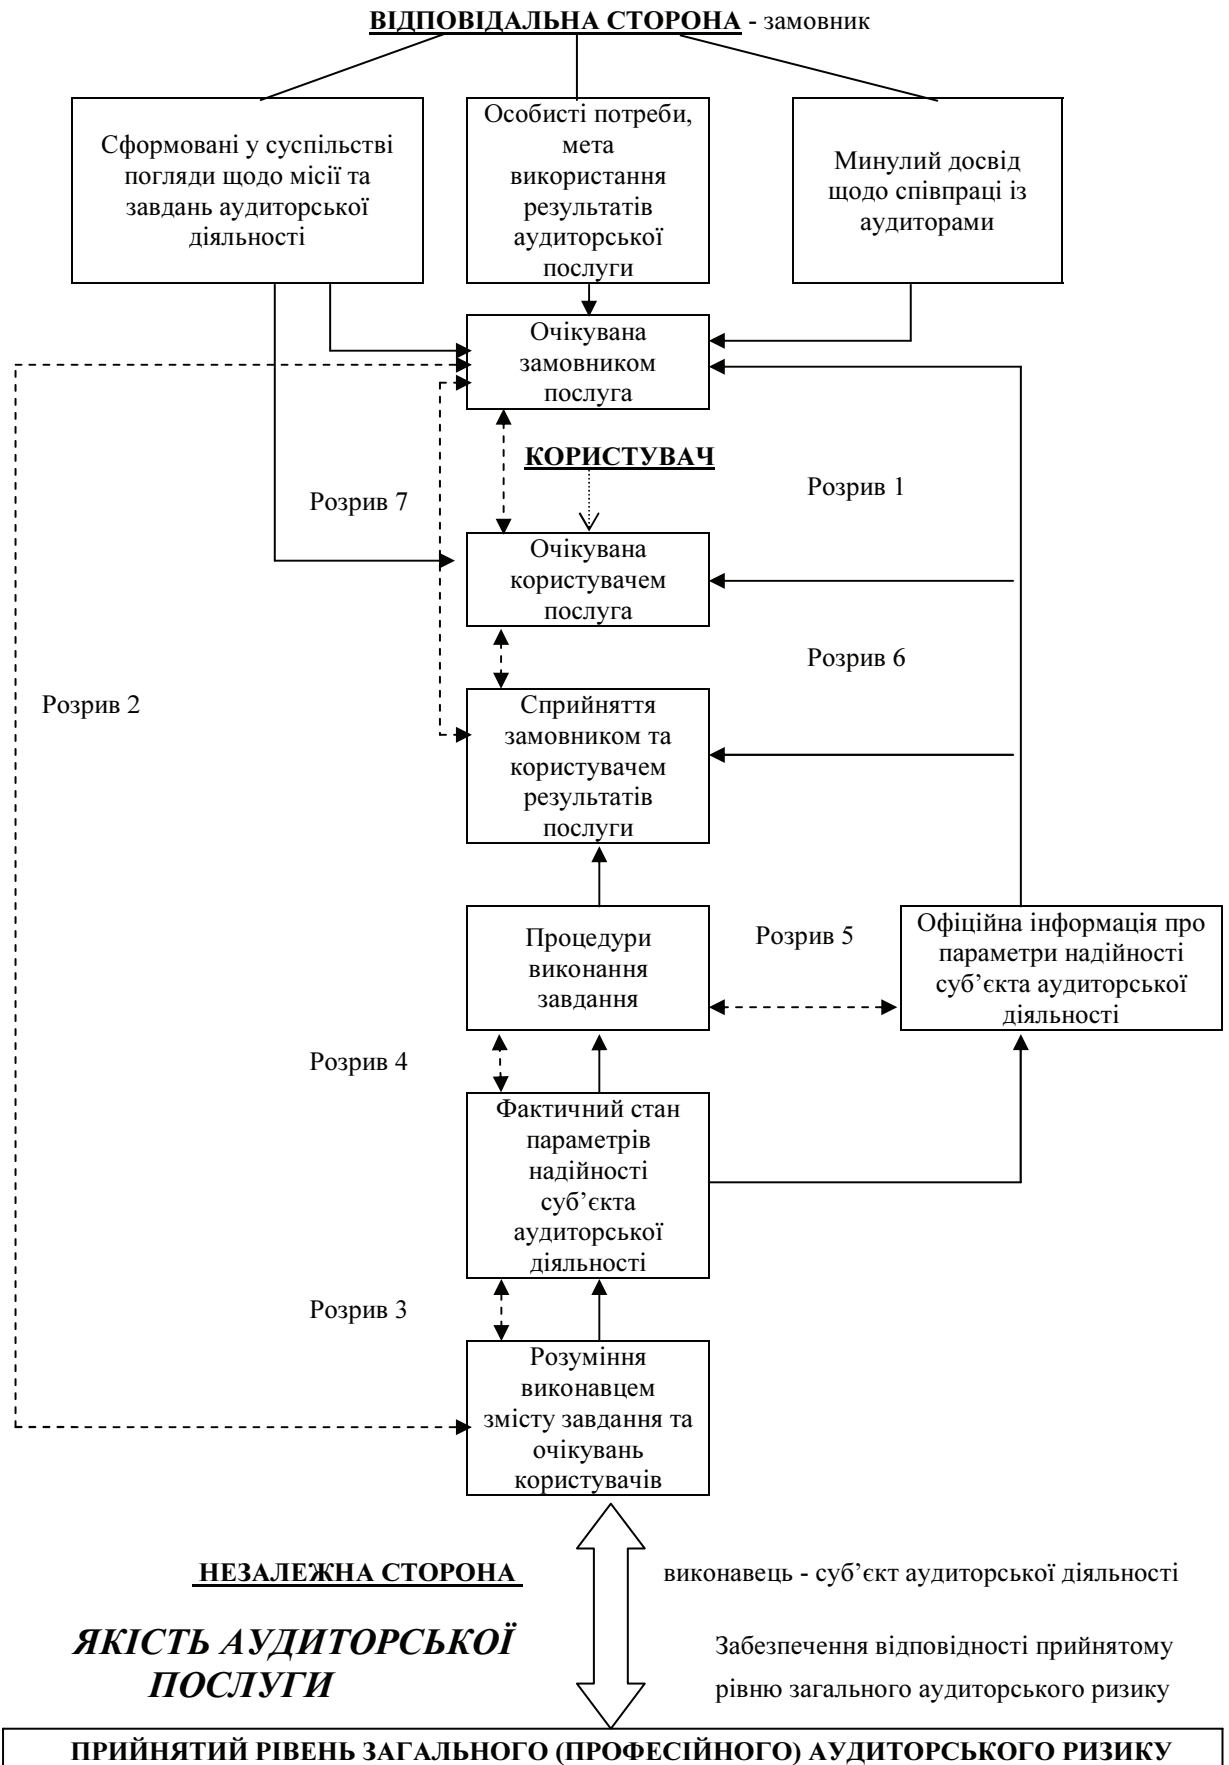 ВІДПОВІДАЛЬНА СТОРОНА - замовник
Сформовані у суспільстві
погляди щодо місії та
завдань аудиторської
діяльності
Особисті потреби,
мета
використання
результатів
аудиторської
послуги
Минулий досвід
щодо співпраці із
аудиторами
Очікувана
замовником
послуга
КОРИСТУВАЧ
Розрив 1
Розрив 7
Очікувана
користувачем
послуга
Розрив 6
Розрив 2
Сприйняття
замовником та
користувачем
результатів
послуги
Процедури
виконання
завдання
Розрив 5
Офіційна інформація про
параметри надійності
суб’єкта аудиторської
діяльності
Розрив 4
Фактичний стан
параметрів
надійності
суб’єкта
аудиторської
діяльності
Розрив 3
Розуміння
виконавцем
змісту завдання та
очікувань
користувачів
НЕЗАЛЕЖНА СТОРОНА
виконавець - суб’єкт аудиторської діяльності
ЯКІСТЬ АУДИТОРСЬКОЇ
ПОСЛУГИ
Забезпечення відповідності прийнятому
рівню загального аудиторського ризику
ПРИЙНЯТИЙ РІВЕНЬ ЗАГАЛЬНОГО (ПРОФЕСІЙНОГО) АУДИТОРСЬКОГО РИЗИКУ